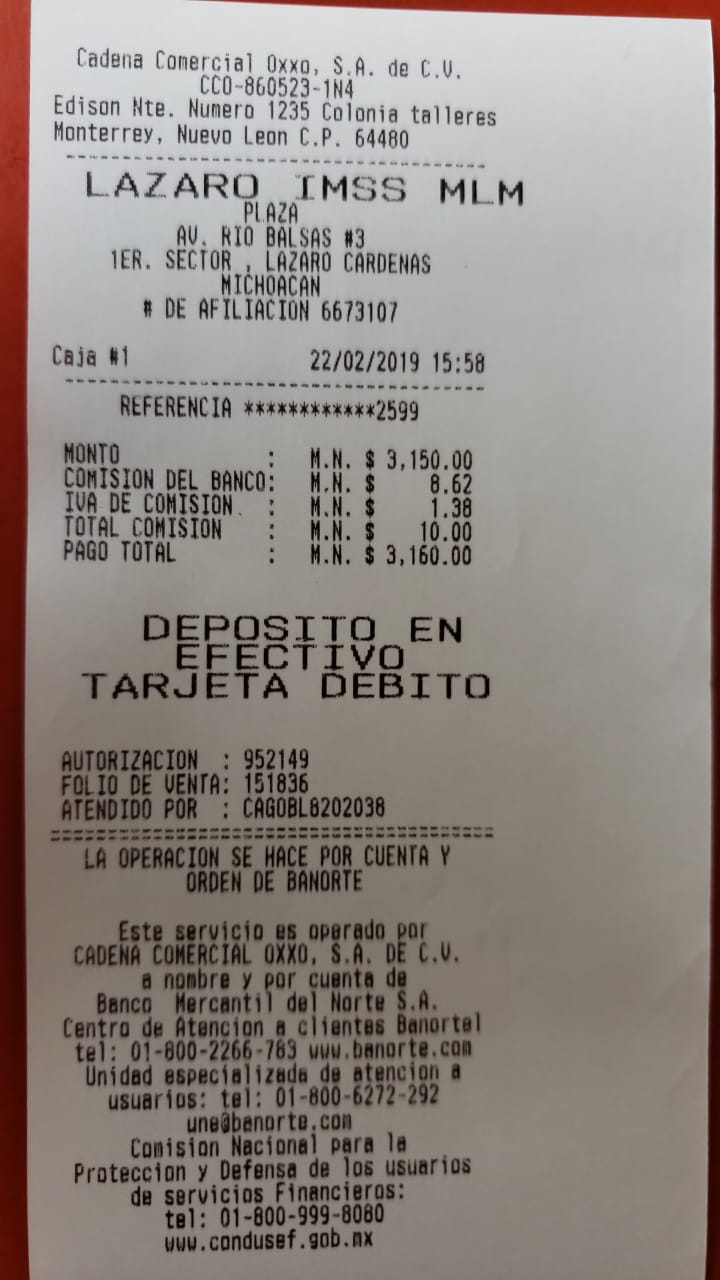 Cadena Comercial Oxxo, S.A. de C.V.
CCO-860523-1N4
Edison Nte. Numero 1235 Colonia talleres
Monterrey, Nuevo Leon C.P. 64480
LAZARO IMSS MLM
PLAZA
AV. RIO BALSAS #3
1ER. SECTOR , LAZARO CARDENAS
MICHOACAN
# DE AFILIACION 6673107
Caja #1 22/02/2019 15:58
REFERENCIA ************2599
MONTO : M.N. $ 3,150.00
COMISION DEL BANCO: M.N. $ 8.62
IVA DE COMISION : M.N. $ 1.38
TOTAL COMISION : M.N. $ 10.00
PAGO TOTAL : M.N. $ 3,160.00
DEPOSITO EN
EFECTIVO
TARJETA DEBITO
AUTORIZACION : 952149
FOLIO DE VENTA: 151836
ATENDIDO POR : CAGOBL8202038
LA OPERACION SE HACE POR CUENTA Y
ORDEN DE BANORTE
Este servicio es operado por
CADENA COMERCIAL OXXO, S.A. DE C.V.
a nombre y por cuenta de
Banco Mercantil del Norte S.A.
Centro de Atencion a clientes Banortel
tel: 01-800-2266-783 www.banorte.com
Unidad especializada de atencion a
usuarios: tel: 01-800-6272-292
une@banorte.com
Comision Nacional para la
Proteccion y Defensa de los usuarios
de servicios Financieros:
tel: 01-800-999-8080
www.condusef.gob.mx